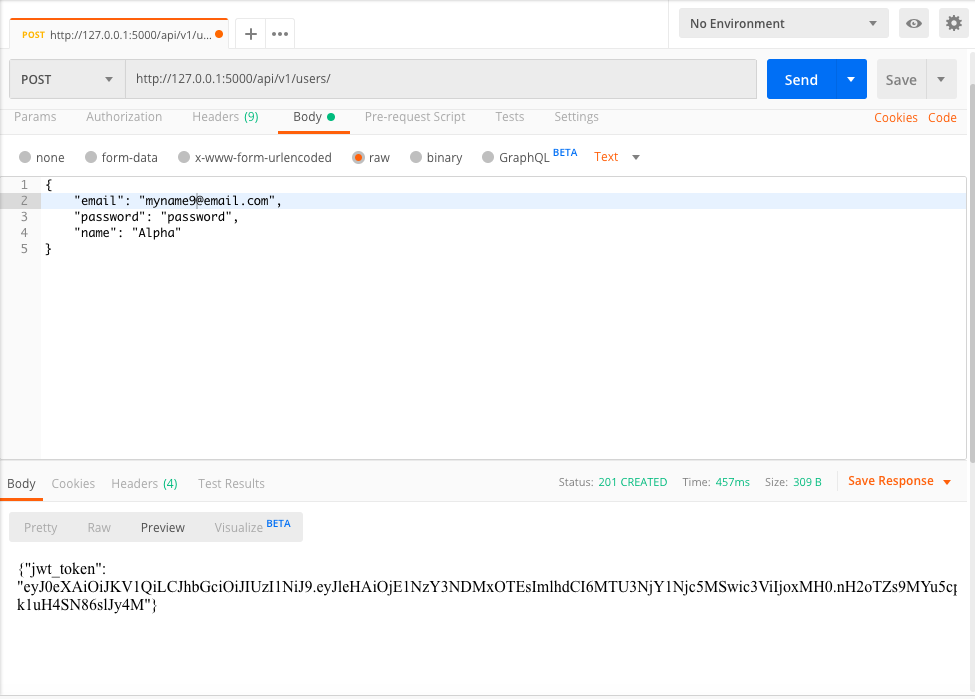 POST http://127.0.0.1:5000/api/v1/u...
No Environment
POST http://127.0.0.1:5000/api/v1/users/ Send Save
Params Authorization Headers (9) Body Pre-request Script Tests Settings Cookies Code
none form-data x-www-form-urlencoded raw binary GraphQL BETA Text
1 {
2 "email": "myname9@email.com",
3 "password": "password",
4 "name": "Alpha"
5 }
Body Cookies Headers (4) Test Results Status: 201 CREATED Time: 457ms Size: 309 B Save Response
Pretty Raw Preview Visualize BETA
{"jwt_token":
"eyJ0eXAiOiJKV1QiLCJhbGciOiJIUzI1NiJ9.eyJleHAiOjE1NzY3NDMxOTEsImlhdCI6MTU3NjY1Njc5MSwic3ViIjoxMH0.nH2oTZs9MYu5cp
k1uH4SN86slJy4M"}